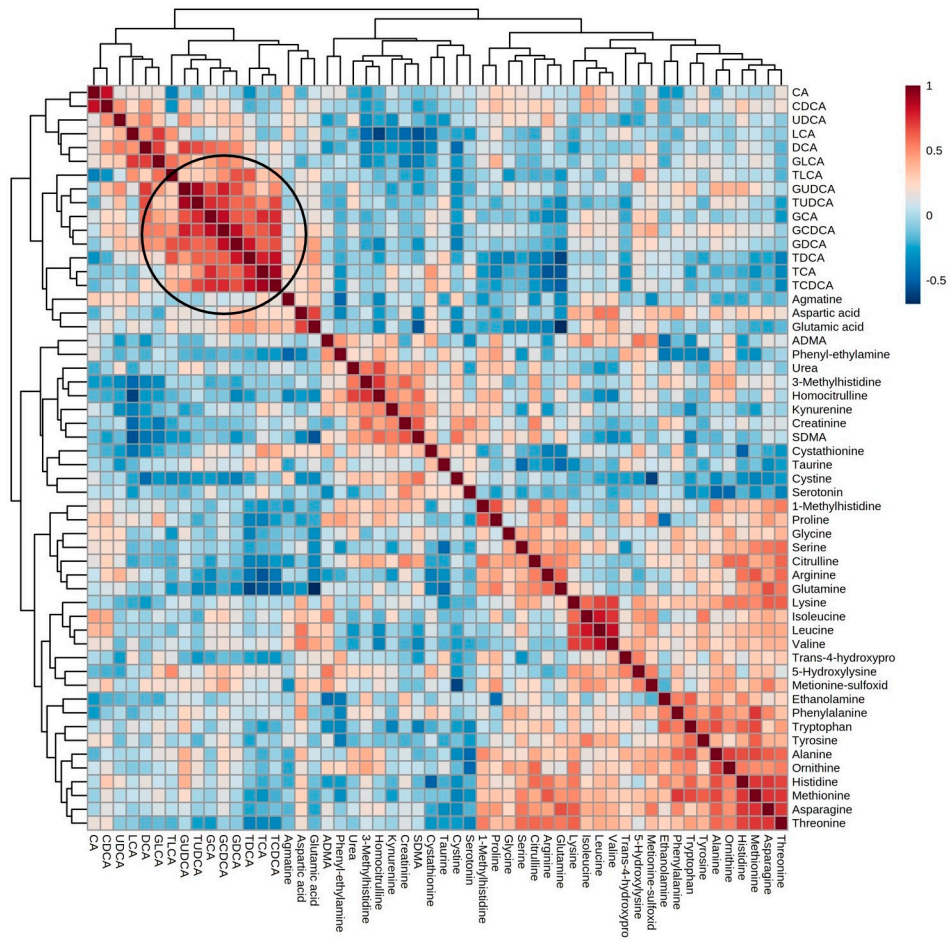 CA
CDCA
UDCA
LCA
DCA
GLCA
TLCA
GUDCA
TUDCA
GCA
GCDCA
GDCA
TDCA
TCA
TCDCA
Agmatine
Aspartic acid
Glutamic acid
ADMA
Phenyl-ethylamine
Urea
3-Methylhistidine
Homocitrulline
Kynurenine
Creatinine
SDMA
Cystathionine
Taurine
Cystine
Serotonin
1-Methylhistidine
Proline
Glycine
Serine
Citrulline
Arginine
Glutamine
Lysine
Isoleucine
Leucine
Valine
Trans-4-hydroxypro
5-Hydroxylysine
Metionine-sulfoxid
Ethanolamine
Phenylalanine
Tryptophan
Tyrosine
Alanine
Ornithine
Histidine
Methionine
Asparagine
Threonine
1
0.5
0
-0.5
CA
CDCA
UDCA
LCA
DCA
GLCA
TLCA
GUDCA
TUDCA
GCA
GCDCA
GDCA
TDCA
TCA
TCDCA
Agmatine
Aspartic acid
Glutamic acid
ADMA
Phenyl-ethylamine
Urea
3-Methylhistidine
Homocitrulline
Kynurenine
Creatinine
SDMA
Cystathionine
Taurine
Cystine
Serotonin
1-Methylhistidine
Proline
Glycine
Serine
Citrulline
Arginine
Glutamine
Lysine
Isoleucine
Leucine
Valine
Trans-4-hydroxypro
5-Hydroxylysine
Metionine-sulfoxid
Ethanolamine
Phenylalanine
Tryptophan
Tyrosine
Alanine
Ornithine
Histidine
Methionine
Asparagine
Threonine